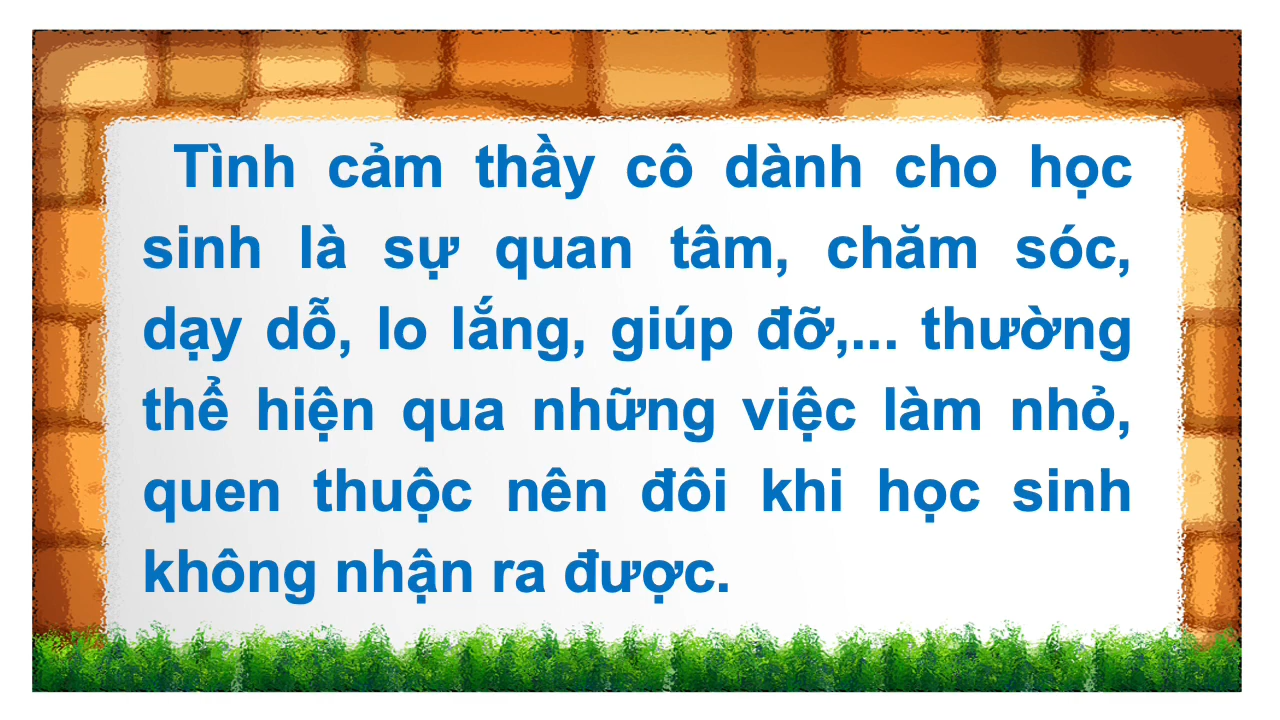 Tình cảm thầy cô dành cho học
sinh là sự quan tâm, chăm sóc,
dạy dỗ, lo lắng, giúp đỡ,... thường
thể hiện qua những việc làm nhỏ,
quen thuộc nên đôi khi học sinh
không nhận ra được.